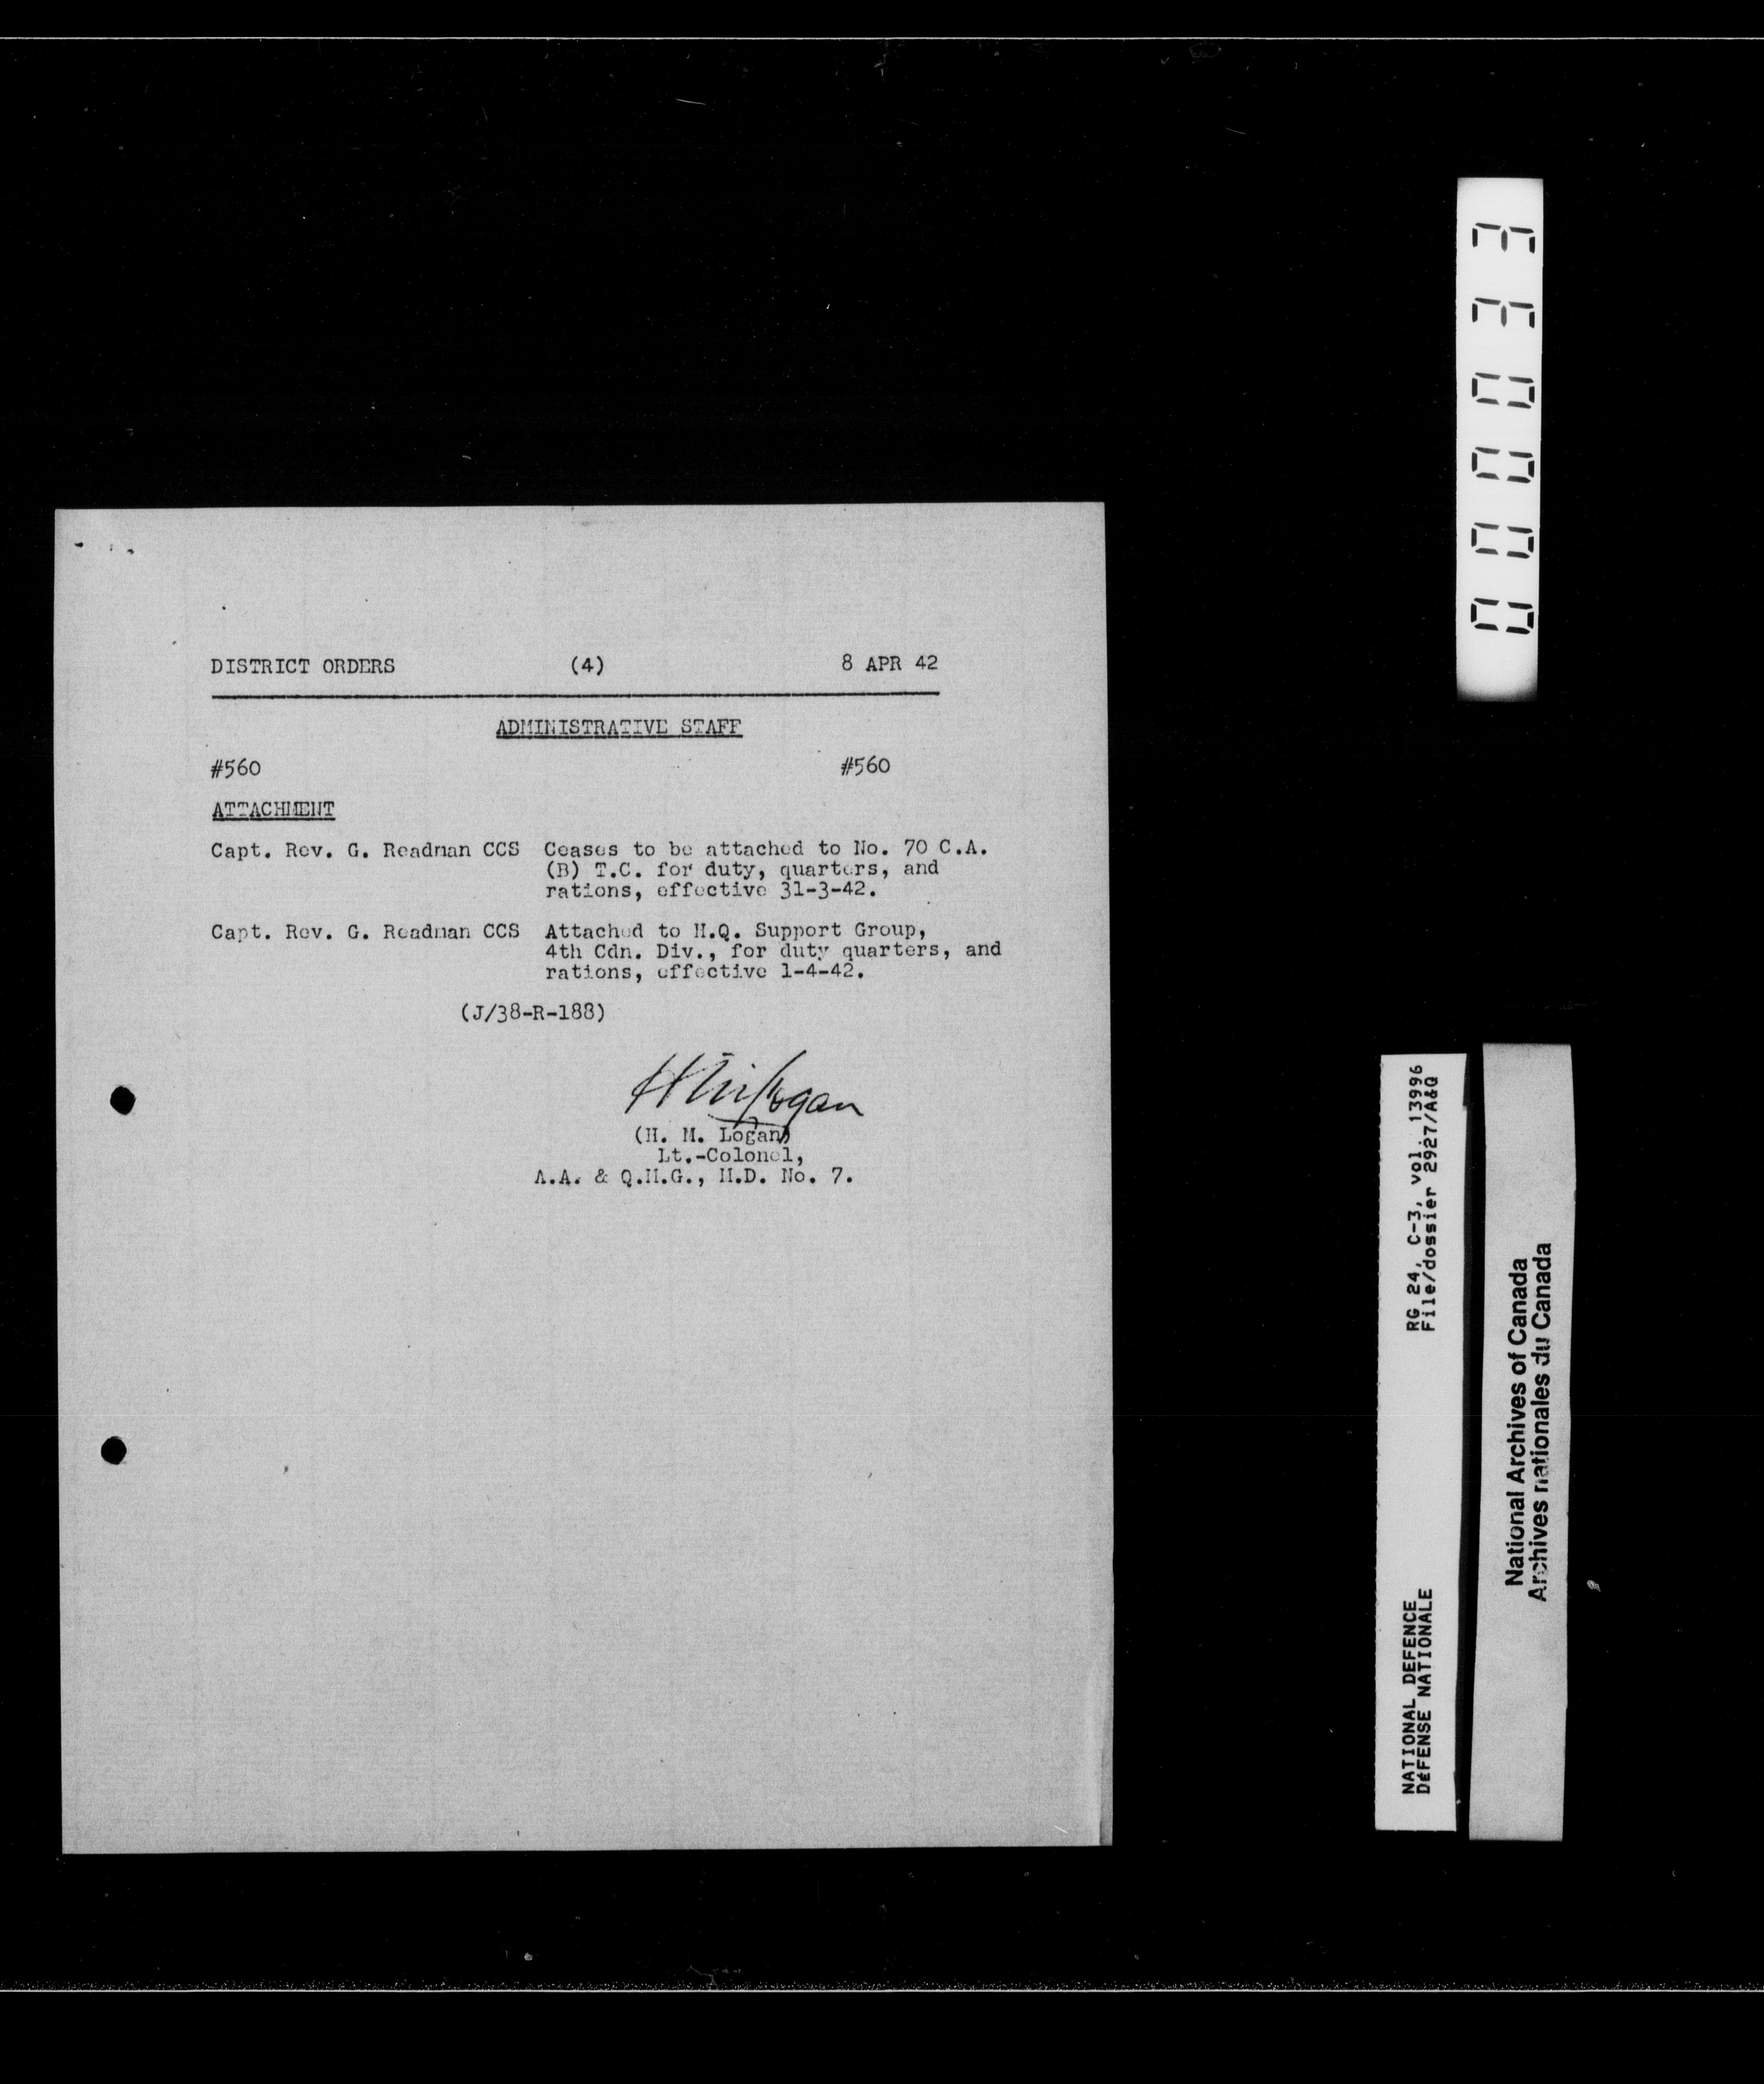 DISTRICT ORDERS (4) 8 APR 42
ADMINISTRATIVE STAFF
#560 #560
ATTACHMENT
Capt. Rev. G. Readman CCS Ceases to be attached to No. 70 C.A.
(B) T.C. for duty, quarters, and
rations, effective 31-3-42.
Capt. Rev. G. Readman CCS Attached to H.Q. Support Group,
4th Cdn. Div., for duty quarters, and
rations, effective 1-4-42.
(J/38-R-188)
H M Logan
(H. M. Logan)
Lt.-Colonel,
A.A. & Q.M.G., M.D. No. 7.
000033
RG 24, C-3, vol. 13996
File/dossier 2927/A&Q
NATIONAL DEFENCE
DÉFENSE NATIONALE
National Archives of Canada
Archives nationales du Canada